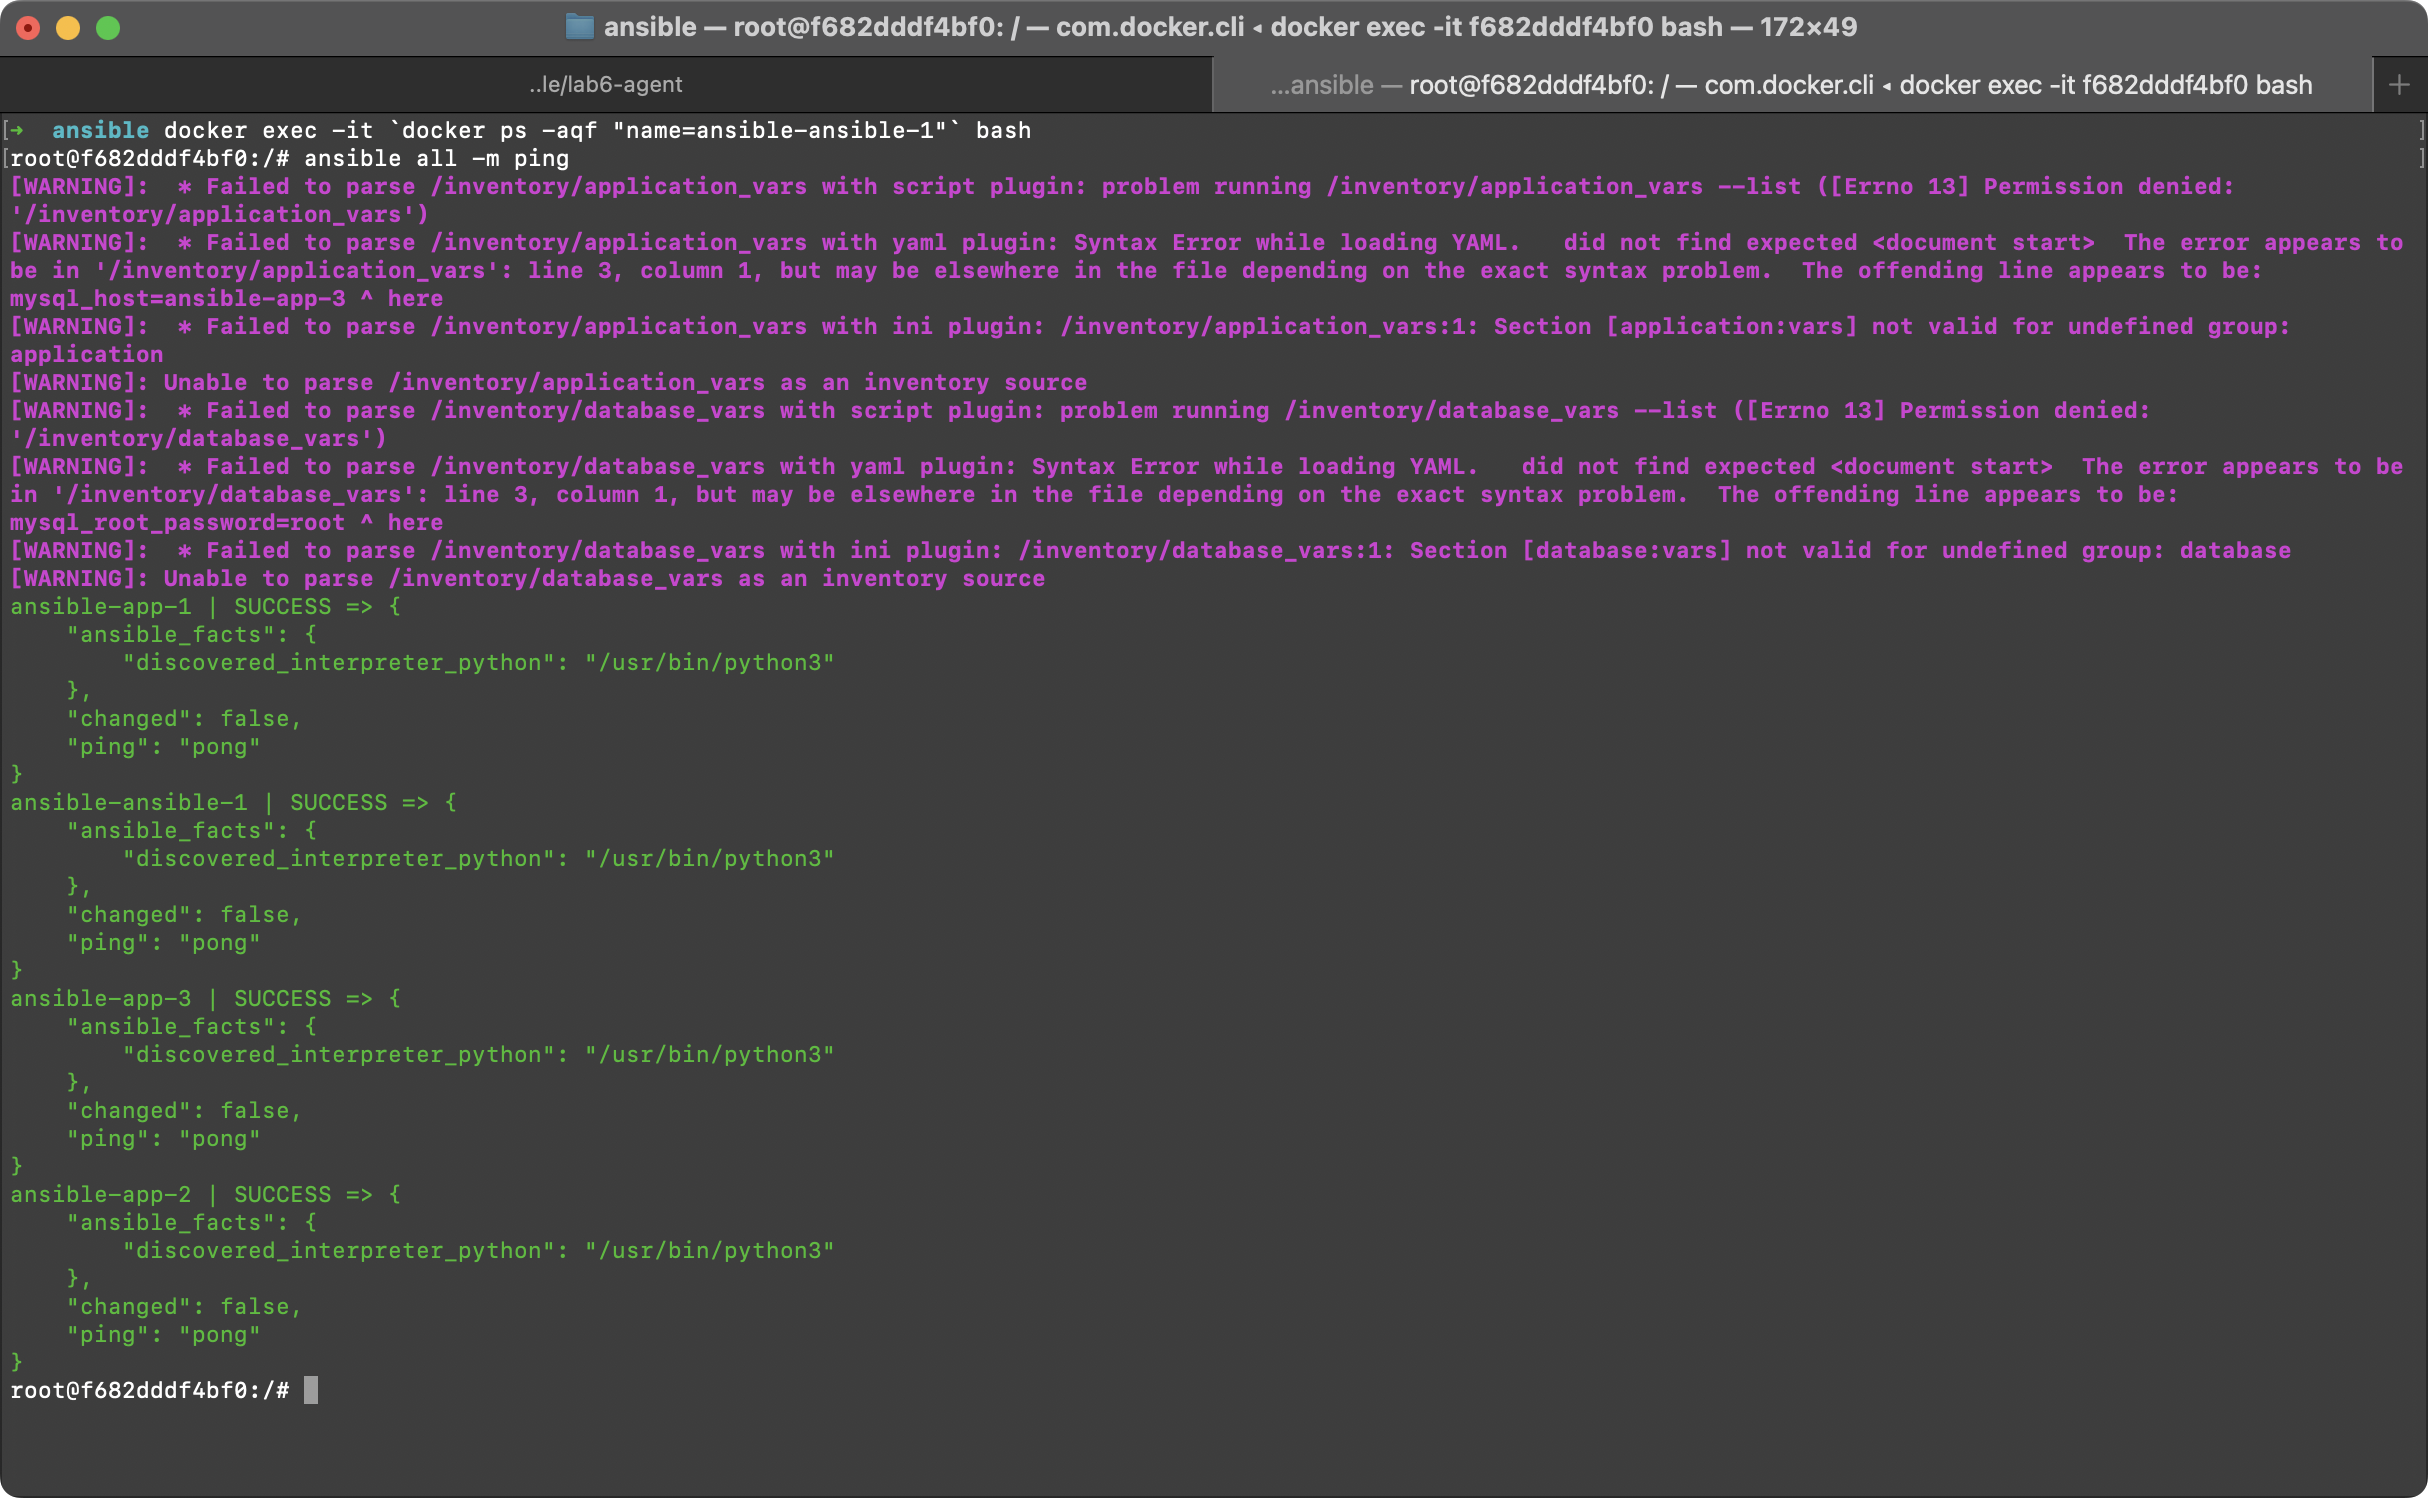 ansible — root@f682dddf4bf0: / — com.docker.cli ◂ docker exec -it f682dddf4bf0 bash — 172×49
..le/lab6-agent
...ansible — root@f682dddf4bf0: / — com.docker.cli ◂ docker exec -it f682dddf4bf0 bash
+
[➜  ansible docker exec -it `docker ps -aqf "name=ansible-ansible-1"` bash ]
[root@f682dddf4bf0:/# ansible all -m ping ]
[WARNING]:  * Failed to parse /inventory/application_vars with script plugin: problem running /inventory/application_vars --list ([Errno 13] Permission denied:
'/inventory/application_vars')
[WARNING]:  * Failed to parse /inventory/application_vars with yaml plugin: Syntax Error while loading YAML.   did not find expected <document start>  The error appears to
be in '/inventory/application_vars': line 3, column 1, but may be elsewhere in the file depending on the exact syntax problem.  The offending line appears to be:
mysql_host=ansible-app-3 ^ here
[WARNING]:  * Failed to parse /inventory/application_vars with ini plugin: /inventory/application_vars:1: Section [application:vars] not valid for undefined group:
application
[WARNING]: Unable to parse /inventory/application_vars as an inventory source
[WARNING]:  * Failed to parse /inventory/database_vars with script plugin: problem running /inventory/database_vars --list ([Errno 13] Permission denied:
'/inventory/database_vars')
[WARNING]:  * Failed to parse /inventory/database_vars with yaml plugin: Syntax Error while loading YAML.   did not find expected <document start>  The error appears to be
in '/inventory/database_vars': line 3, column 1, but may be elsewhere in the file depending on the exact syntax problem.  The offending line appears to be:
mysql_root_password=root ^ here
[WARNING]:  * Failed to parse /inventory/database_vars with ini plugin: /inventory/database_vars:1: Section [database:vars] not valid for undefined group: database
[WARNING]: Unable to parse /inventory/database_vars as an inventory source
ansible-app-1 | SUCCESS => {
    "ansible_facts": {
        "discovered_interpreter_python": "/usr/bin/python3"
    },
    "changed": false,
    "ping": "pong"
}
ansible-ansible-1 | SUCCESS => {
    "ansible_facts": {
        "discovered_interpreter_python": "/usr/bin/python3"
    },
    "changed": false,
    "ping": "pong"
}
ansible-app-3 | SUCCESS => {
    "ansible_facts": {
        "discovered_interpreter_python": "/usr/bin/python3"
    },
    "changed": false,
    "ping": "pong"
}
ansible-app-2 | SUCCESS => {
    "ansible_facts": {
        "discovered_interpreter_python": "/usr/bin/python3"
    },
    "changed": false,
    "ping": "pong"
}
root@f682dddf4bf0:/#